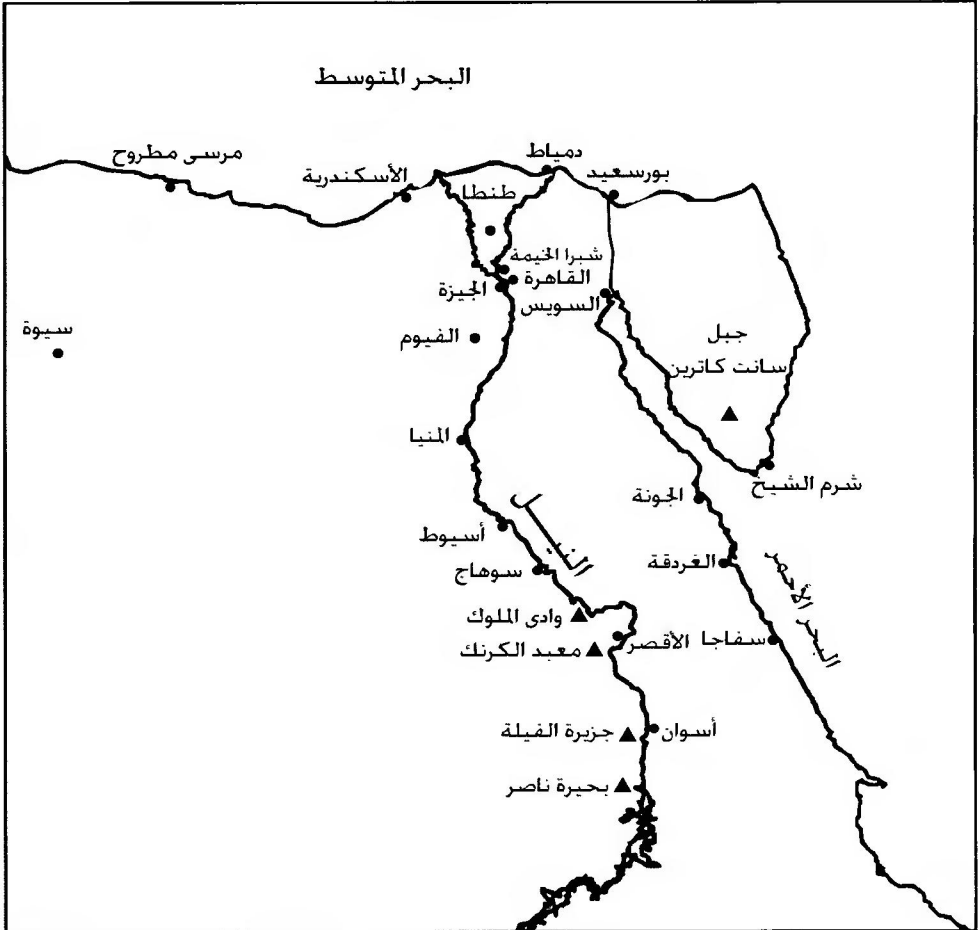 البحر المتوسط
مرسى مطروح
الأسكندرية
دمياط
بورسعيد
طنطا
شبرا الخيمة
القاهرة
الجيزة
السويس
سيوة
الفيوم
جبل
سانت كاترين
المنيا
شرم الشيخ
الجونة
النيل
أسيوط
الغردقة
سوهاج
البحر الأحمر
وادى الملوك
الأقصر
سفاجا
معبد الكرنك
أسوان
جزيرة الفيلة
بحيرة ناصر